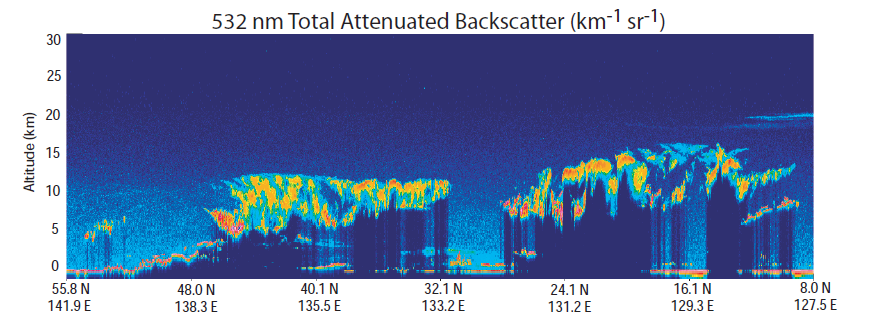 532 nm Total Attenuated Backscatter (km-1 sr-1)
30
25
20
15
10
5
0
Altitude (km)
55.8 N 48.0 N 40.1 N 32.1 N 24.1 N 16.1 N 8.0 N
141.9 E 138.3 E 135.5 E 133.2 E 131.2 E 129.3 E 127.5 E